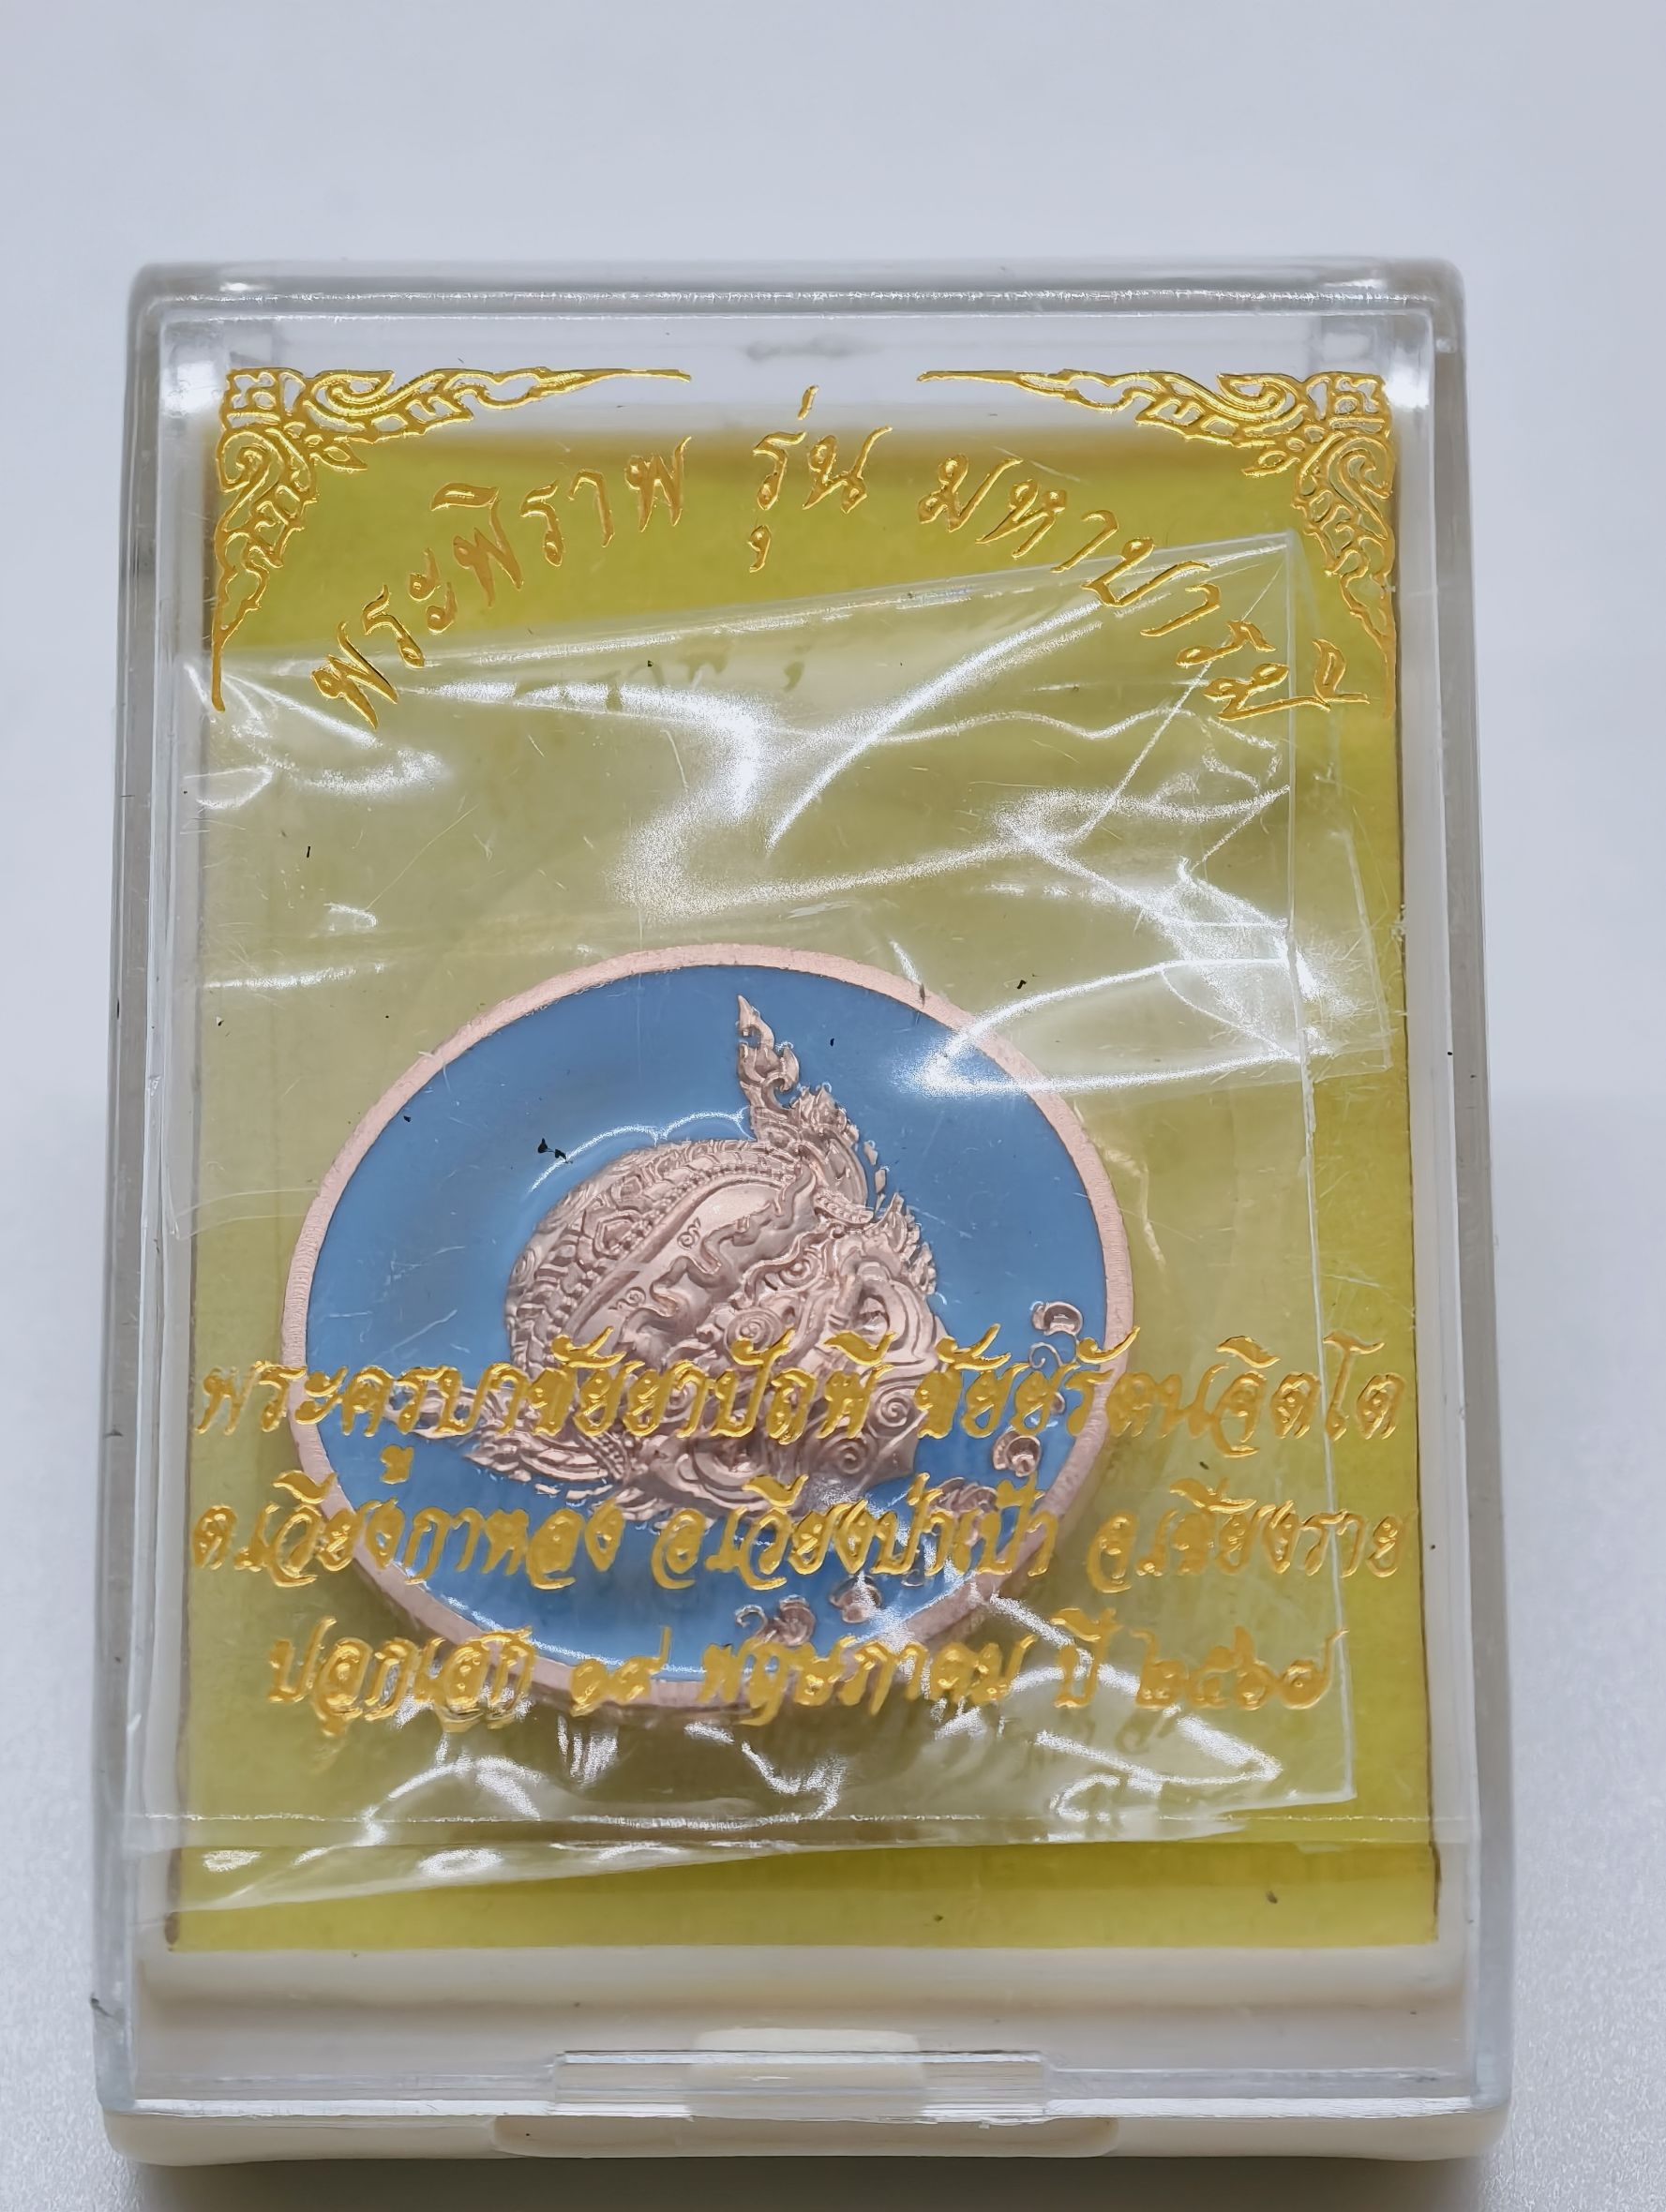 พระพิราพ รุ่น มหาบารมี
พระครูบาชัยยาปัถพี ชัยยรัตนจิตโต
ต.เวียงกาหลง อ.เวียงป่าเป้า จ.เชียงราย
ปลุกเสก ๑๘ พฤษภาคม ปี ๒๕๖๗